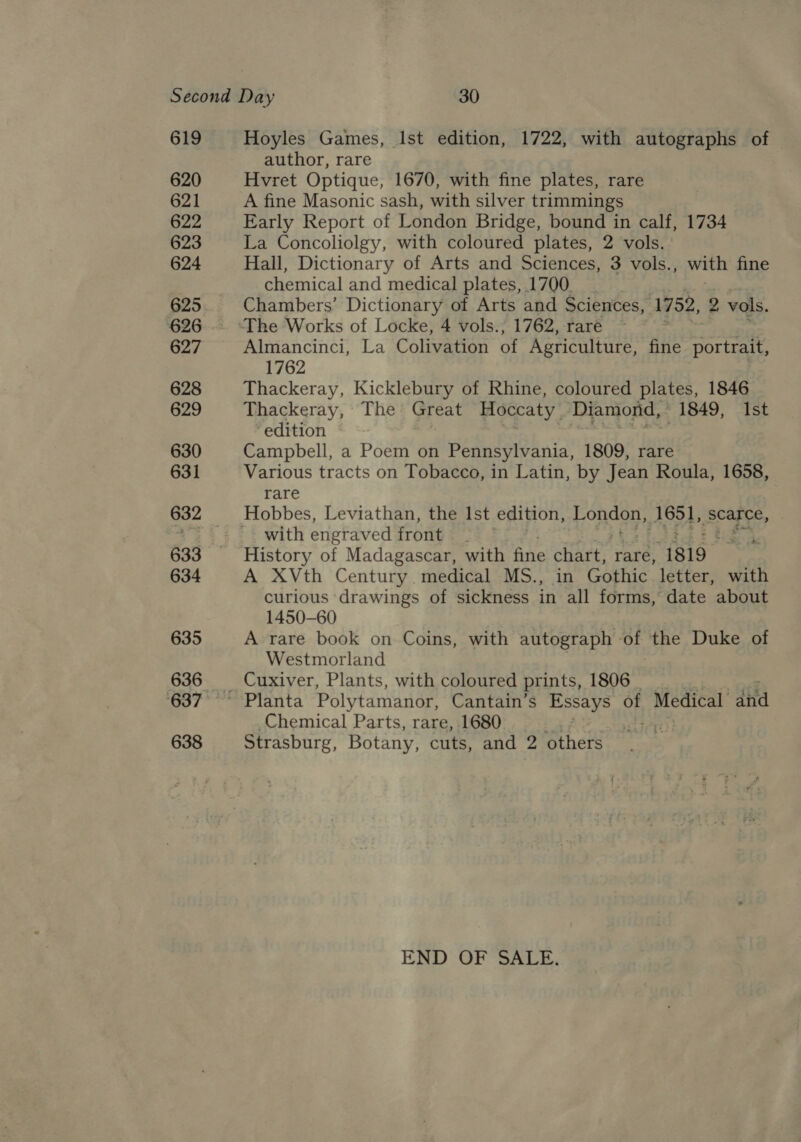 Second Day 30
619 Hoyles Games, 1st edition, 1722, with autographs of
author, rare
620 Hvret Optique, 1670, with fine plates, rare
621 A fine Masonic sash, with silver trimmings
622 Early Report of London Bridge, bound in calf, 1734
623 La Concoliolgy, with coloured plates, 2 vols.
624 Hall, Dictionary of Arts and Sciences, 3 vols., with fine
chemical and medical plates, 1700
625 Chambers' Dictionary of Arts and Sciences, 1752, 2 vols.
626 The Works of Locke, 4 vols., 1762, rare
627 Almancinci, La Colivation of Agriculture, fine portrait,
1762
628 Thackeray, Kicklebury of Rhine, coloured plates, 1846
629 Thackeray, The Great Hoccaty Diamond, 1849, 1st
edition
630 Campbell, a Poem on Pennsylvania, 1809, rare
631 Various tracts on Tobacco, in Latin, by Jean Roula, 1658,
rare
632 Hobbes, Leviathan, the 1st edition, London, 1651, scarce,
with engraved front
633 History of Madagascar, with fine chart, rare, 1819
634 A XVth Century medical MS., in Gothic letter, with
curious drawings of sickness in all forms, date about
1450-60
635 A rare book on Coins, with autograph of the Duke of
Westmorland
636 Cuxiver, Plants, with coloured prints, 1806
637 Planta Polytamanor, Cantain's Essays of Medical and
Chemical Parts, rare, 1680
638 Strasburg, Botany, cuts, and 2 others
END OF SALE.